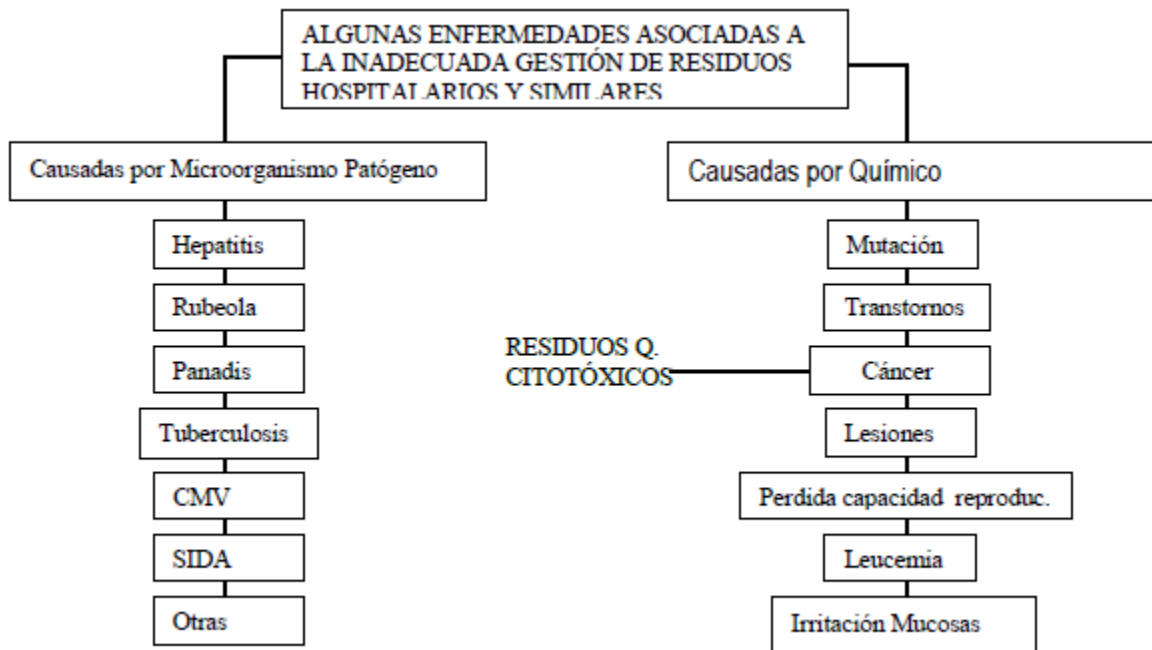 ALGUNAS ENFERMEDADES ASOCIADAS A
LA INADECUADA GESTIÓN DE RESIDUOS
HOSPITALARIOS Y SIMILARES
Causadas por Microorganismo Patógeno
Hepatitis
Rubeola
Panadis
Tuberculosis
CMV
SIDA
Otras
Causadas por Químico
Mutación
Transtornos
RESIDUOS Q.
CITOTÓXICOS
Cáncer
Lesiones
Perdida capacidad reproduc.
Leucemia
Irritación Mucosas